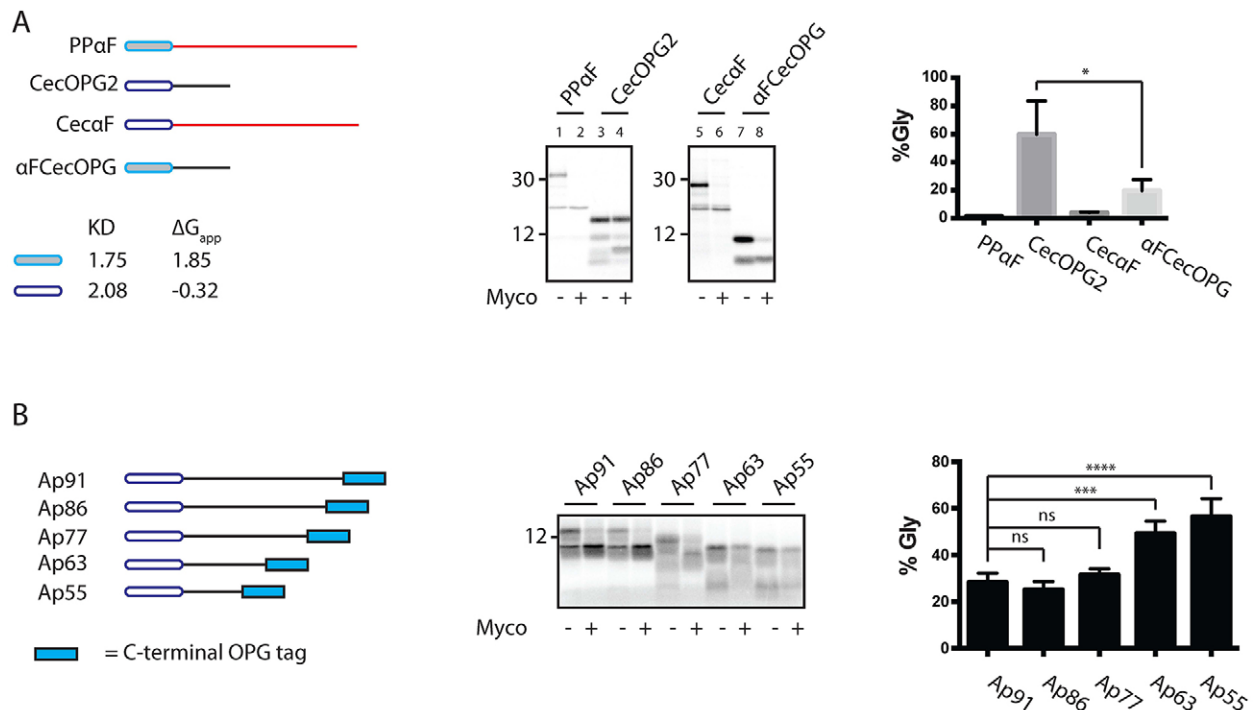 A
PPαF
CecOPG2
CecαF
αFCecOPG
KD ΔGapp
1.75 1.85
2.08 -0.32
PPαF CecOPG2 CecαF αFCecOPG
1 2 3 4 5 6 7 8
30 30
12 12
Myco - + - + - + - +
%Gly
100
80
60
40
20
0
*
PPαF CecOPG2 CecαF αFCecOPG
B
Ap91
Ap86
Ap77
Ap63
Ap55
= C-terminal OPG tag
Ap91 Ap86 Ap77 Ap63 Ap55
12
Myco - + - + - + - + - +
% Gly
80
60
40
20
0
****
***
ns
ns
Ap91 Ap86 Ap77 Ap63 Ap55